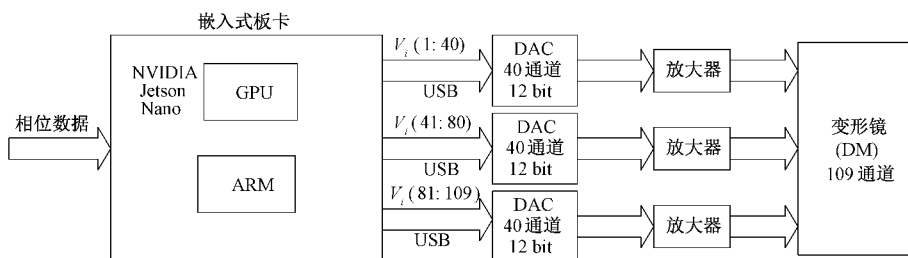 嵌入式板卡
NVIDIA
Jetson
Nano
GPU
ARM
相位数据
V_i(1:40)
USB
DAC
40通道
12 bit
放大器
V_i(41:80)
USB
DAC
40通道
12 bit
放大器
V_i(81:109)
USB
DAC
40通道
12 bit
放大器
变形镜
(DM)
109通道